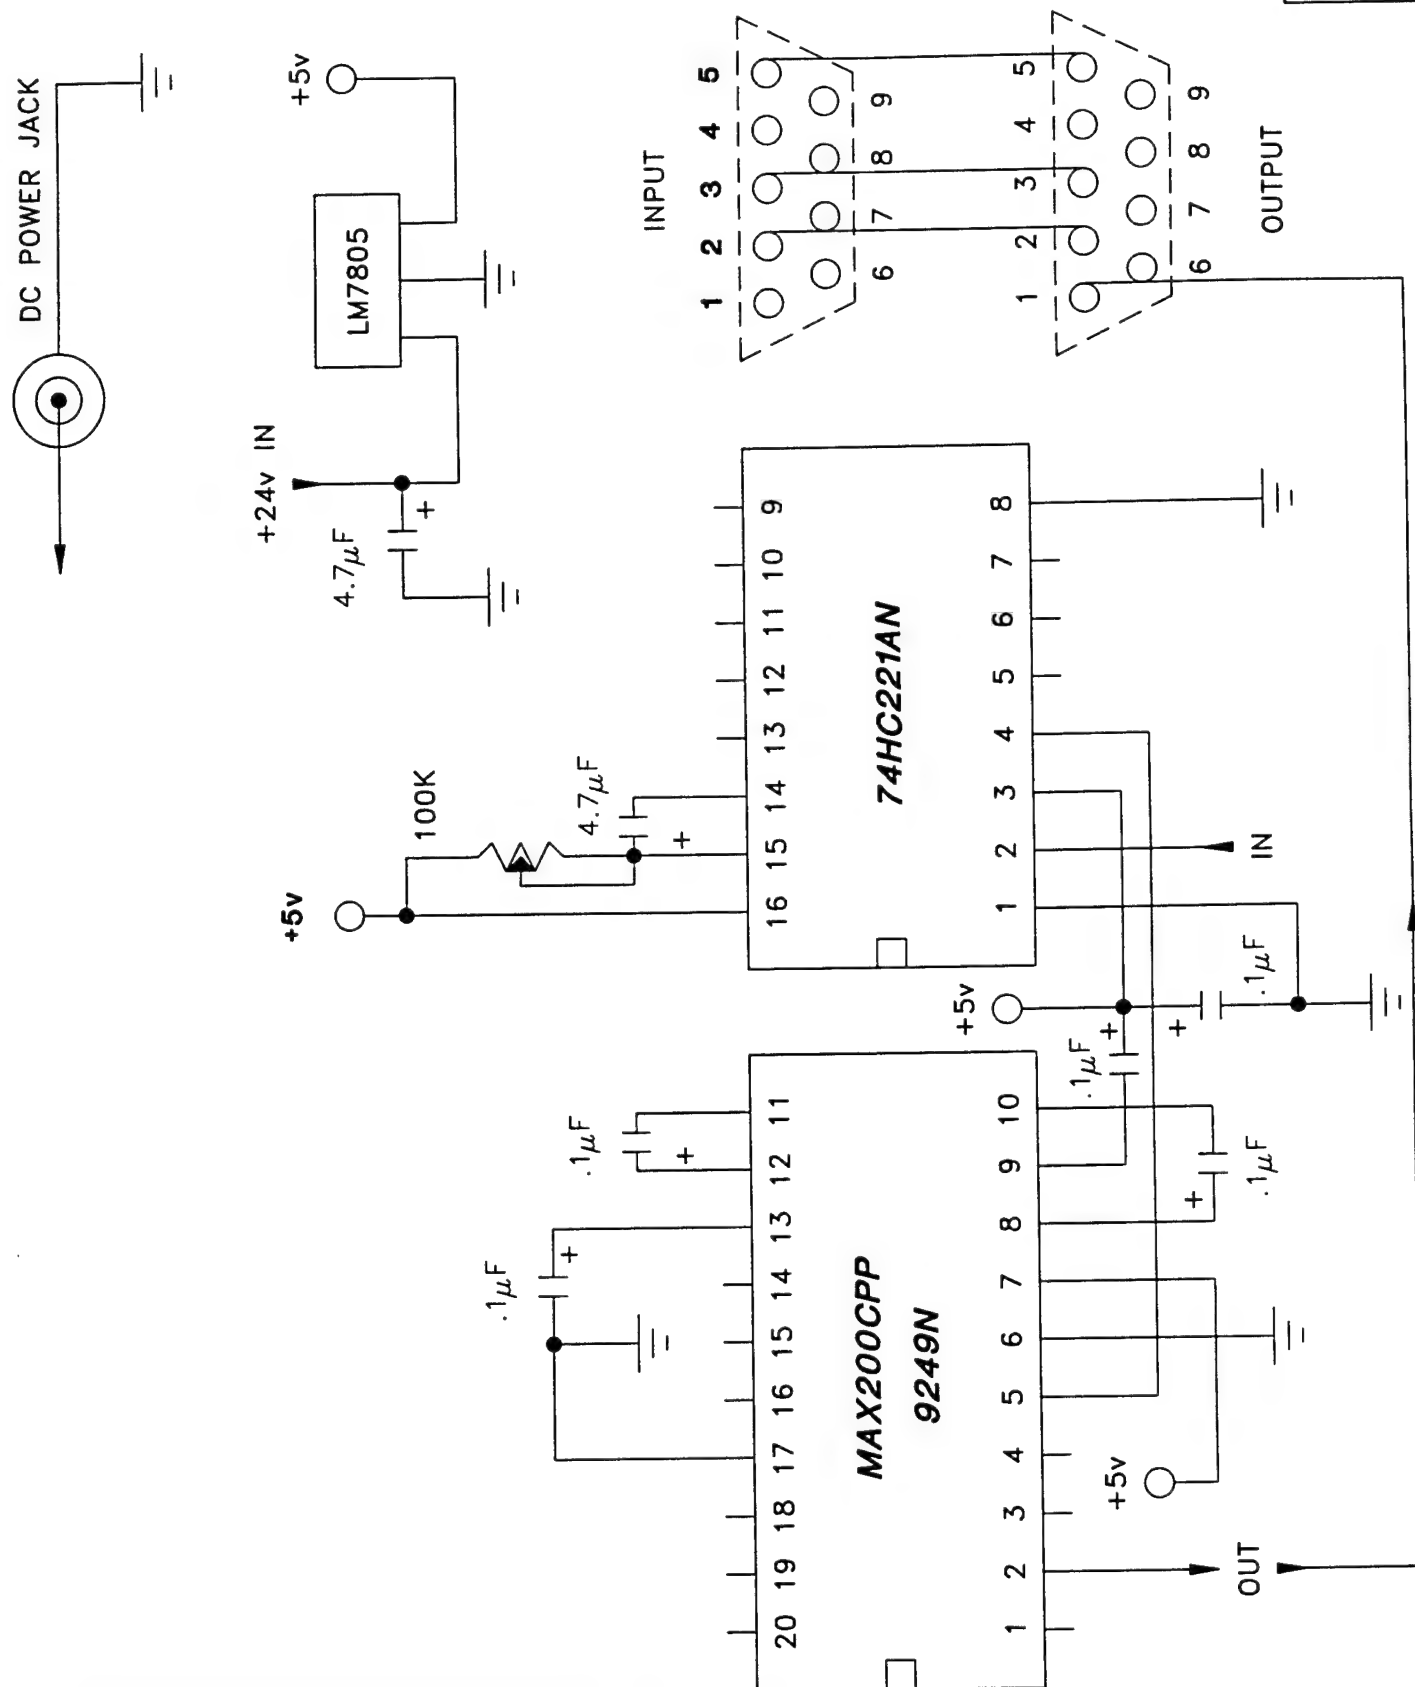 DC POWER JACK
+5v
LM7805
+24v IN
4.7µF
+
INPUT
1 2 3 4 5
6 7 8 9
1 2 3 4 5
6 7 8 9
OUTPUT
+5v
100K
4.7µF
+
16 15 14 13 12 11 10 9
74HC221AN
1 2 3 4 5 6 7 8
IN
+5v
+
+
.1µF
.1µF
.1µF
+
.1µF
+
20 19 18 17 16 15 14 13 12 11
MAX200CPP
9249N
1 2 3 4 5 6 7 8 9 10
+
.1µF
+5v
OUT